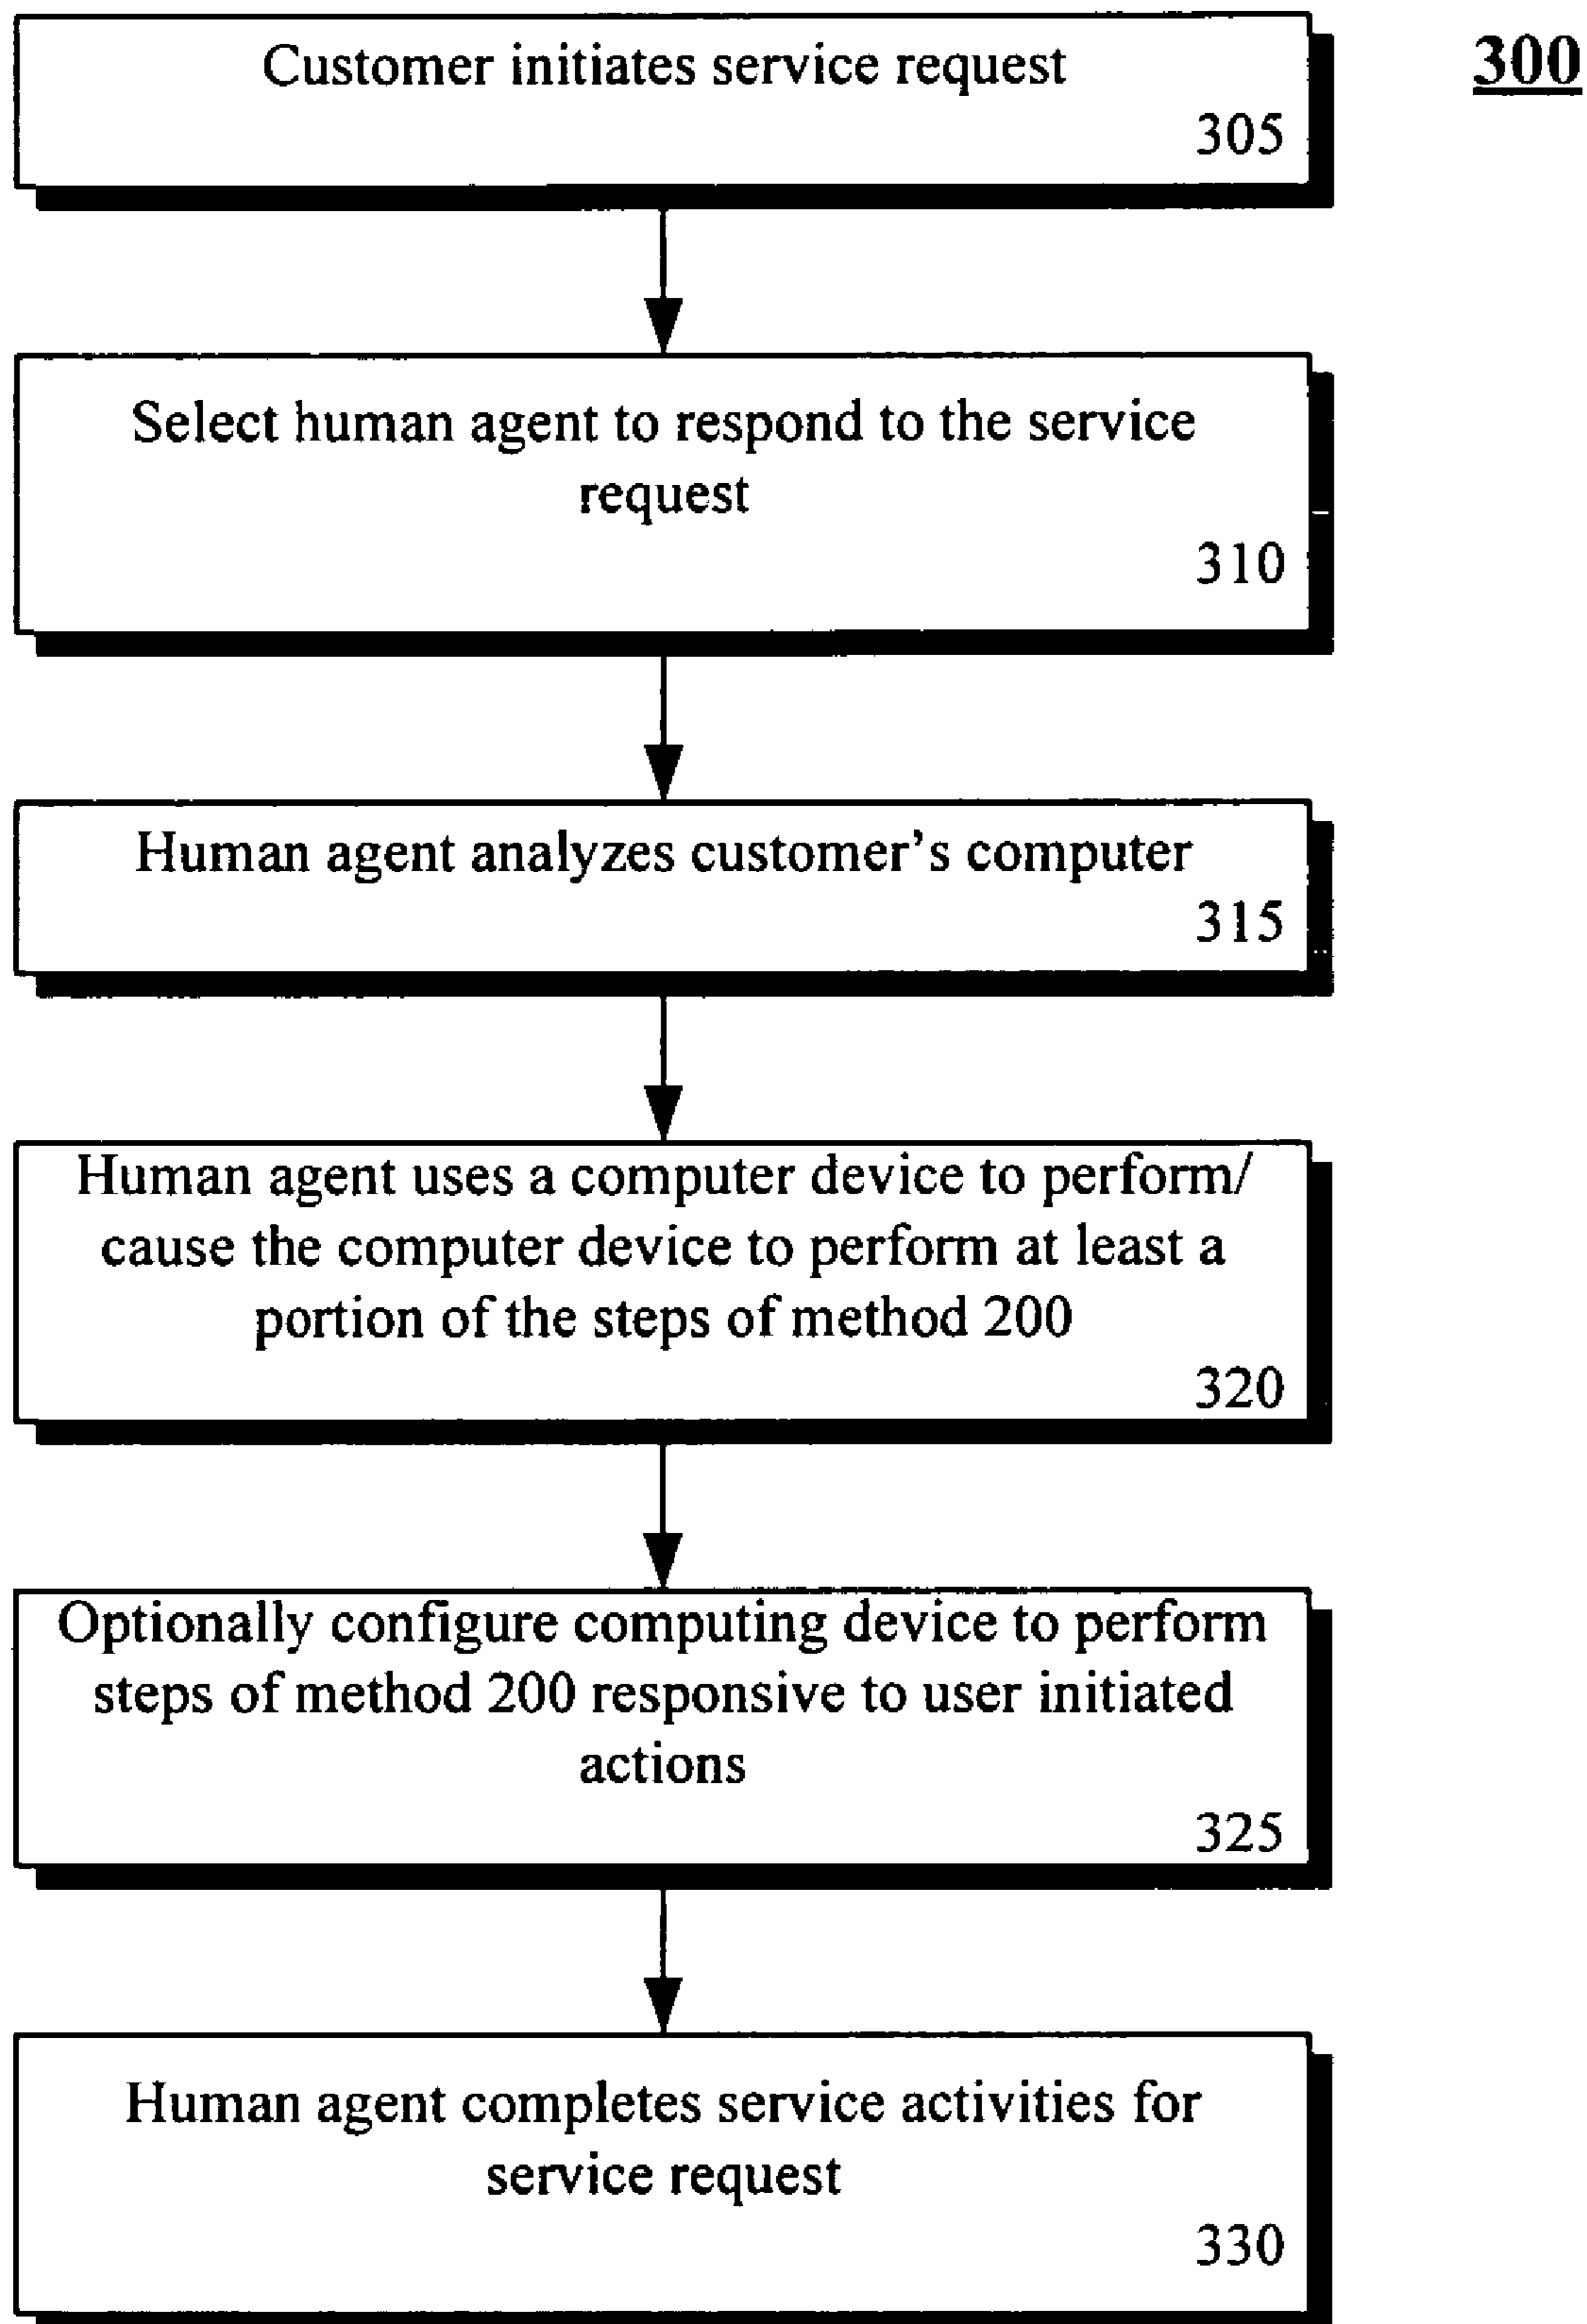 300
Customer initiates service request
305
Select human agent to respond to the service
request
310
Human agent analyzes customer’s computer
315
Human agent uses a computer device to perform/
cause the computer device to perform at least a
portion of the steps of method 200
320
Optionally configure computing device to perform
steps of method 200 responsive to user initiated
actions
325
Human agent completes service activities for
service request
330